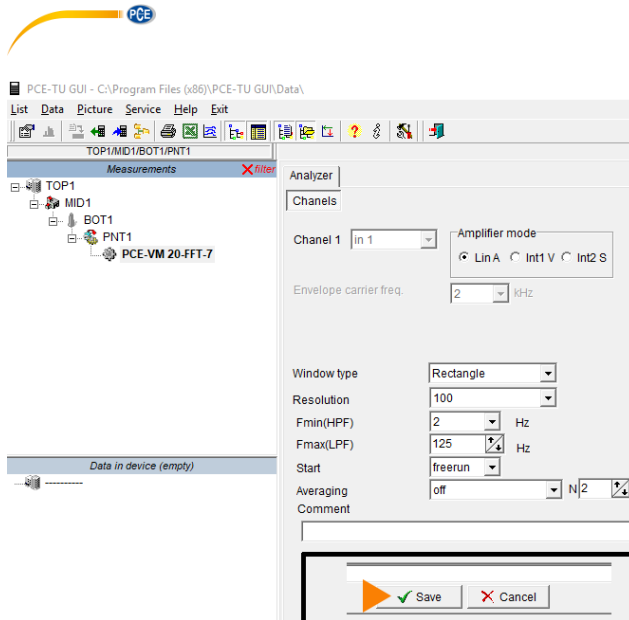 PCE
PCE-TU GUI - C:\Program Files (x86)\PCE-TU GUI\Data\
List Data Picture Service Help Exit
TOP1/MID1/BOT1/PNT1
Measurements
filter
TOP1
MID1
BOT1
PNT1
PCE-VM 20-FFT-7
Data in device (empty)
----------
Analyzer
Chanels
Chanel 1 in 1
Amplifier mode
Lin A Int1 V Int2 S
Envelope carrier freq. 2 kHz
Window type Rectangle
Resolution 100
Fmin(HPF) 2 Hz
Fmax(LPF) 125 Hz
Start freerun
Averaging off N 2
Comment
Save Cancel